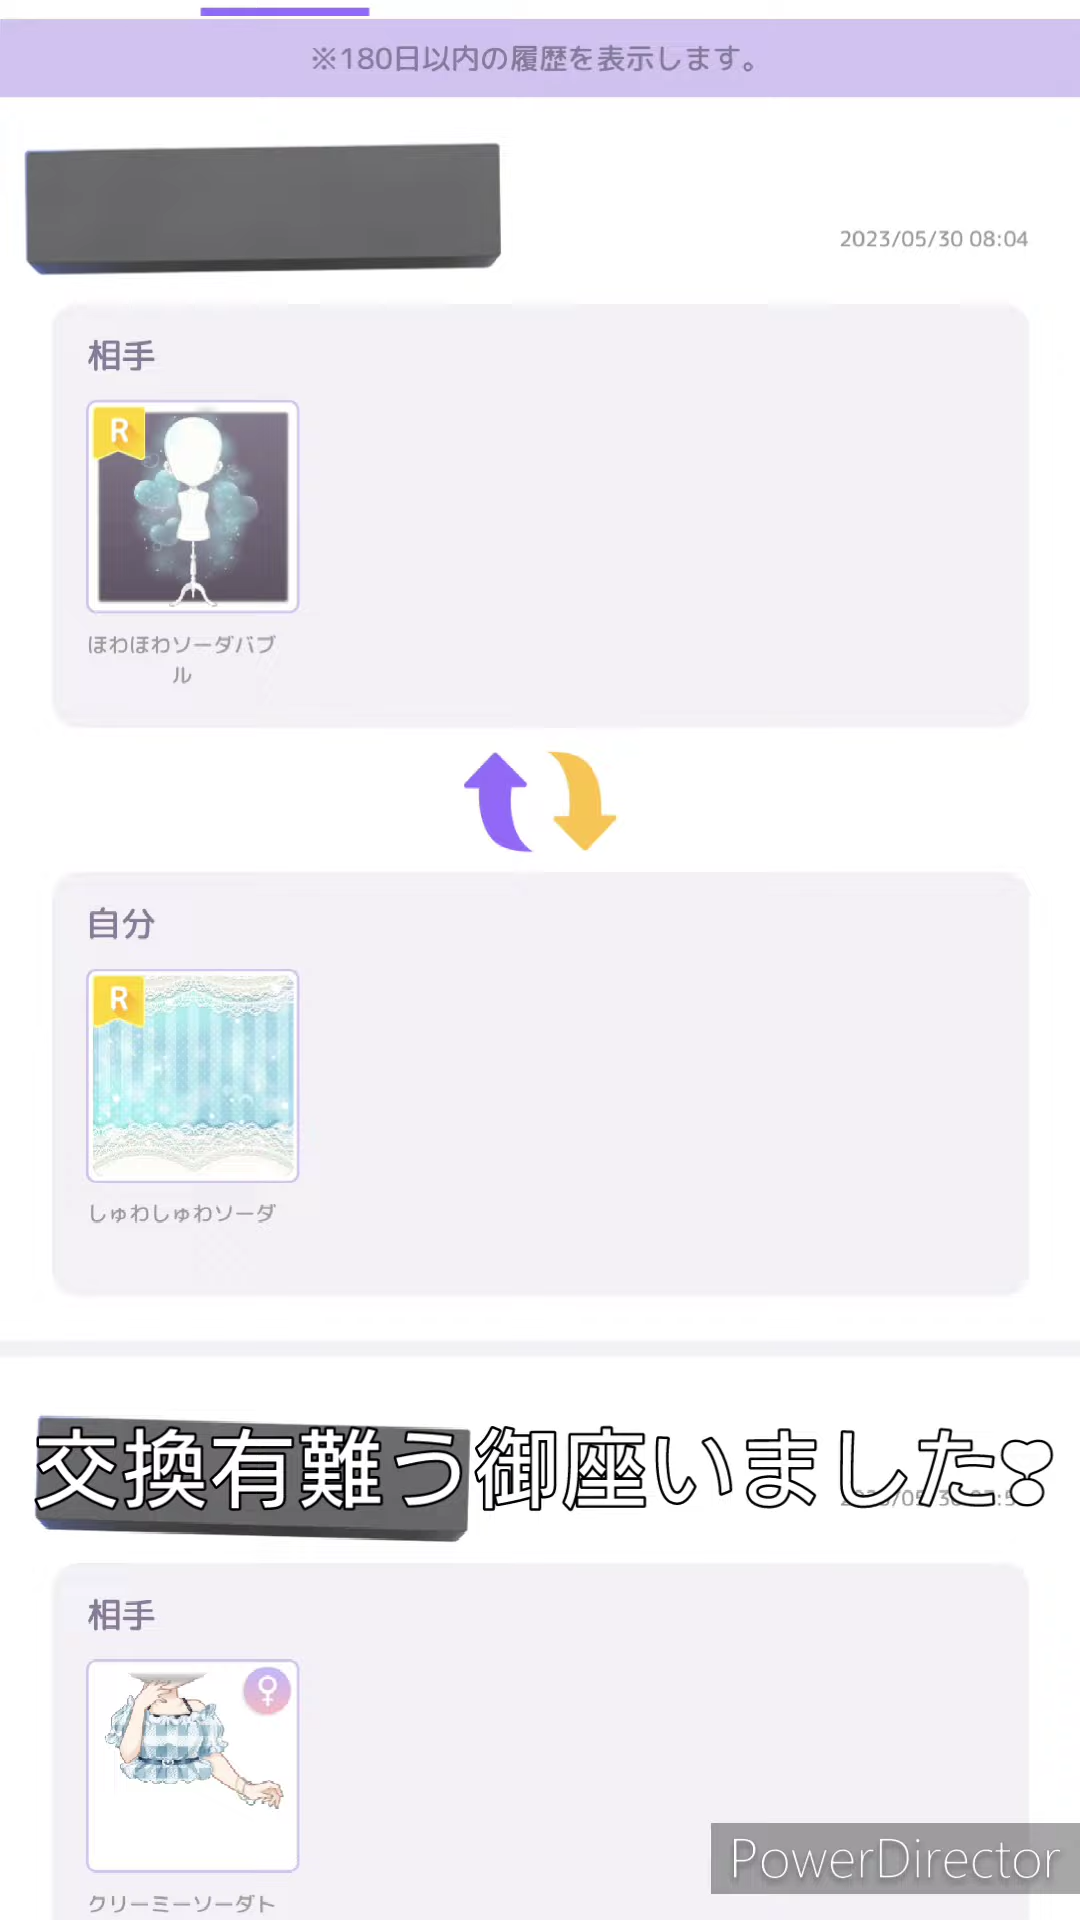 ※180日以内の履歴を表示します。
2023/05/30 08:04
相手
R
ほわほわソーダバブ
ル
自分
R
しゅわしゅわソーダ
交換有難う御座いました❣
相手
クリーミーソーダト
PowerDirector